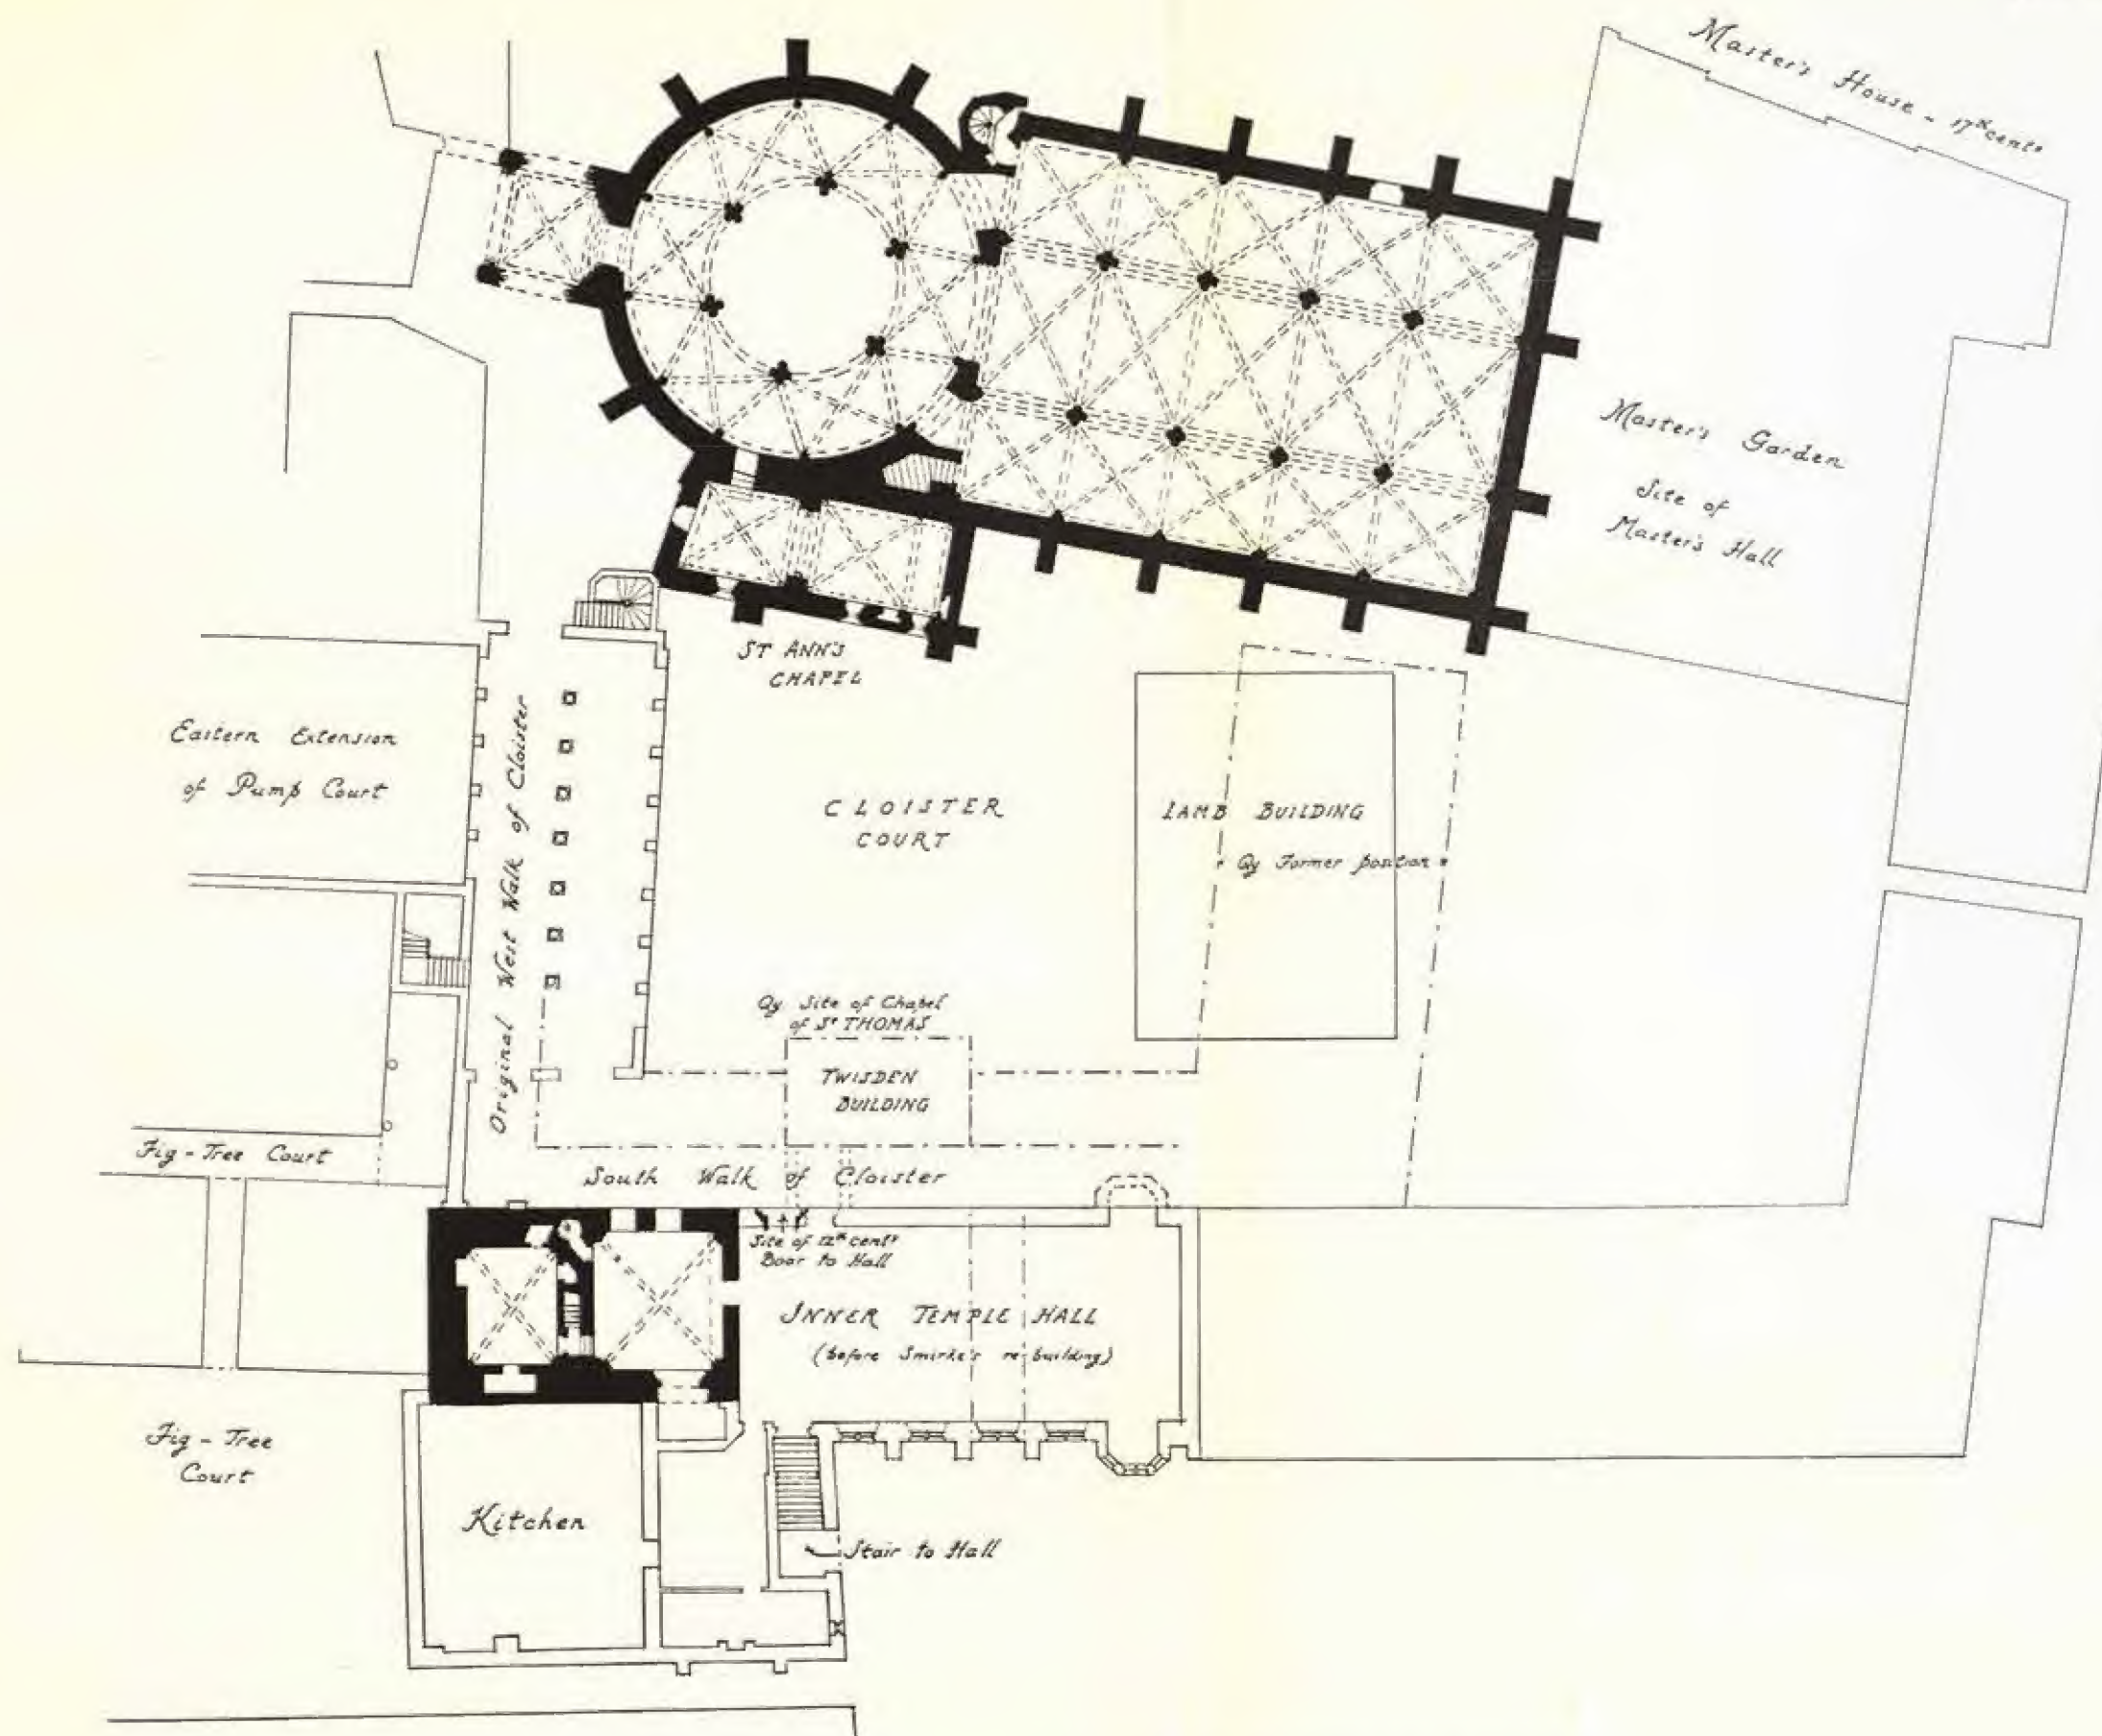 Master's House - 17th cent.
Master's Garden
Site of
Master's Hall
ST ANN'S
CHAPEL
Eastern Extension
of Pump Court
Original West Walk of Cloister
CLOISTER
COURT
LAMB BUILDING
Qy Former position
Qy Site of Chapel
of St THOMAS
TWISDEN
BUILDING
Fig-Tree Court
South Walk of Cloister
Site of 12th cent.
Door to Hall
INNER TEMPLE HALL
(before Smirke's re-building)
Fig-Tree
Court
Kitchen
Stair to Hall